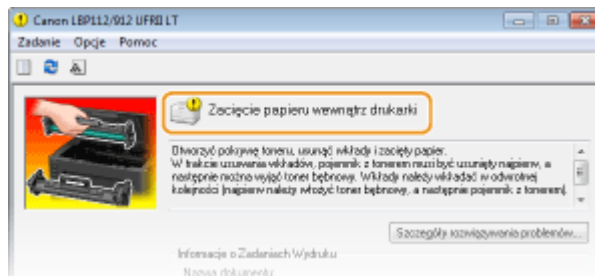 Canon LBP112/912 UFRII LT
Zadanie Opcje Pomoc
Zacięcie papieru wewnątrz drukarki
Otworzyć pokrywę toneru, usunąć wkłady i zacięty papier.
W trakcie usuwania wkładów, pojemnik z tonerem musi być usunięty najpierw, a
następnie można wyjąć toner bębnowy. Wkłady należy wkładać w odwrotnej
kolejności (najpierw należy włożyć toner bębnowy, a następnie pojemnik z tonerem).
Szczegóły rozwiązywania problemów...
Informacje o Zadaniach Wydruku
Nazwa dokumentu